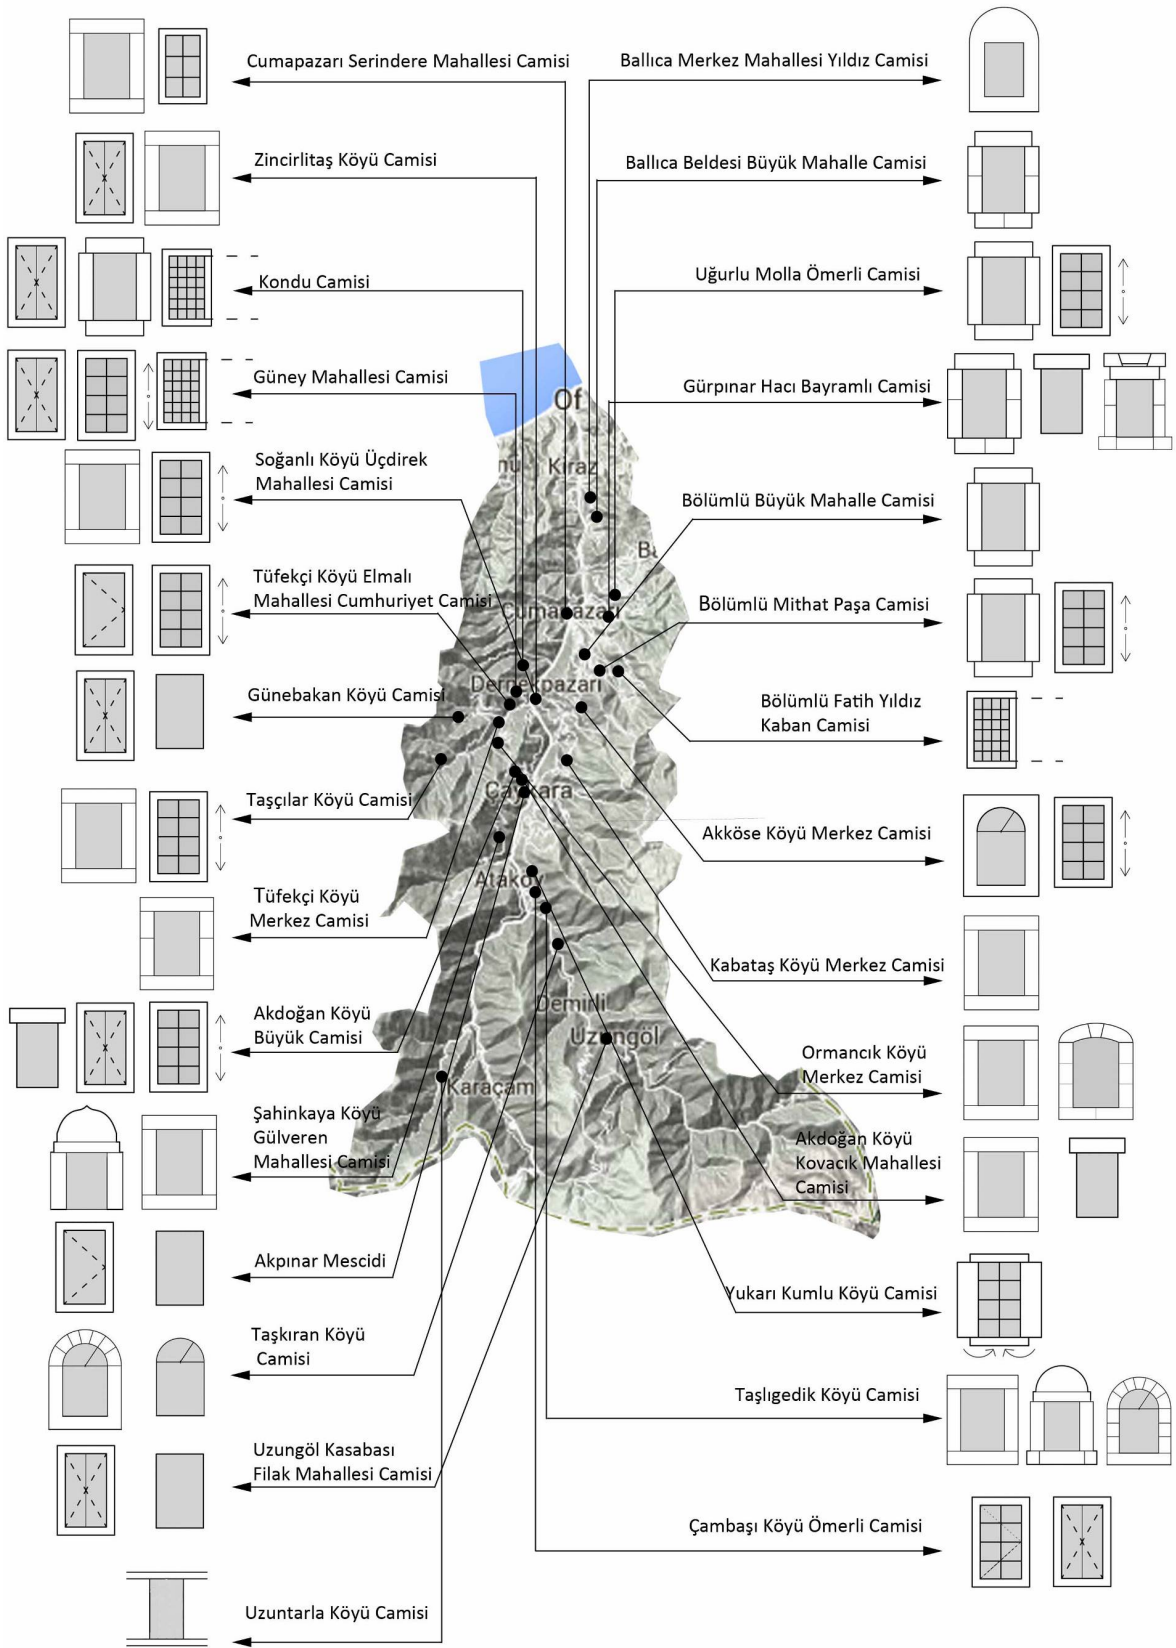 Cumapazarı Serindere Mahallesi Camisi
Zincirlitaş Köyü Camisi
Kondu Camisi
Güney Mahallesi Camisi
Soğanlı Köyü Üçdirek
Mahallesi Camisi
Tüfekçi Köyü Elmalı
Mahallesi Cumhuriyet Camisi
Günebakan Köyü Camisi
Taşçılar Köyü Camisi
Tüfekçi Köyü
Merkez Camisi
Akdoğan Köyü
Büyük Camisi
Şahinkaya Köyü
Gülveren
Mahallesi Camisi
Akpınar Mescidi
Taşkıran Köyü
Camisi
Uzungöl Kasabası
Filak Mahallesi Camisi
Uzuntarla Köyü Camisi
Of
Kiraz
Cumapazarı
Dernekpazarı
Çaykara
Ataköy
Demirli
Uzungöl
Karaçam
Ballıca Merkez Mahallesi Yıldız Camisi
Ballıca Beldesi Büyük Mahalle Camisi
Uğurlu Molla Ömerli Camisi
Gürpınar Hacı Bayramlı Camisi
Bölümlü Büyük Mahalle Camisi
Bölümlü Mithat Paşa Camisi
Bölümlü Fatih Yıldız
Kaban Camisi
Akköse Köyü Merkez Camisi
Kabataş Köyü Merkez Camisi
Ormancık Köyü
Merkez Camisi
Akdoğan Köyü
Kovacık Mahallesi
Camisi
Yukarı Kumlu Köyü Camisi
Taşlıgedik Köyü Camisi
Çambaşı Köyü Ömerli Camisi